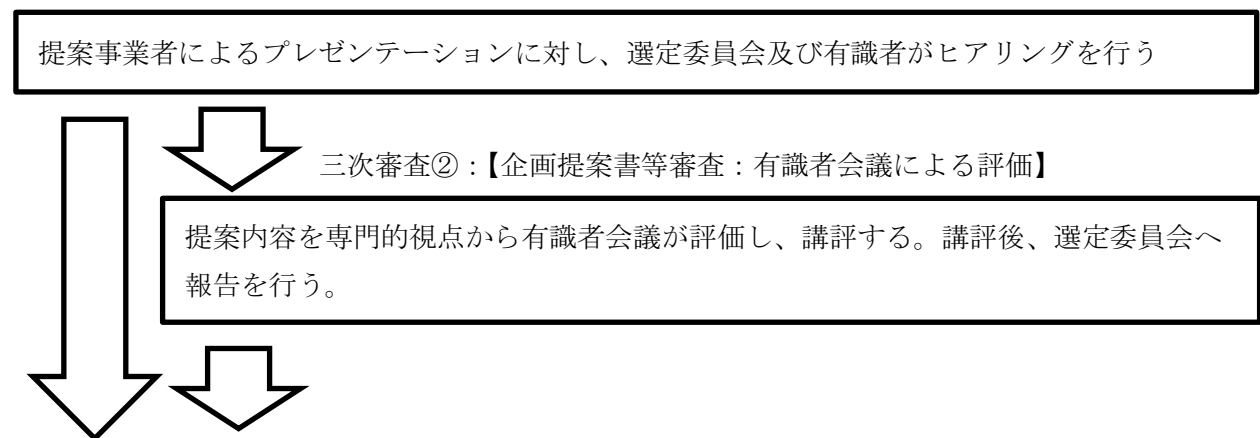 提案事業者によるプレゼンテーションに対し、選定委員会及び有識者がヒアリングを行う
三次審査②:【企画提案書等審査:有識者会議による評価】
提案内容を専門的視点から有識者会議が評価し、講評する。講評後、選定委員会へ
報告を行う。